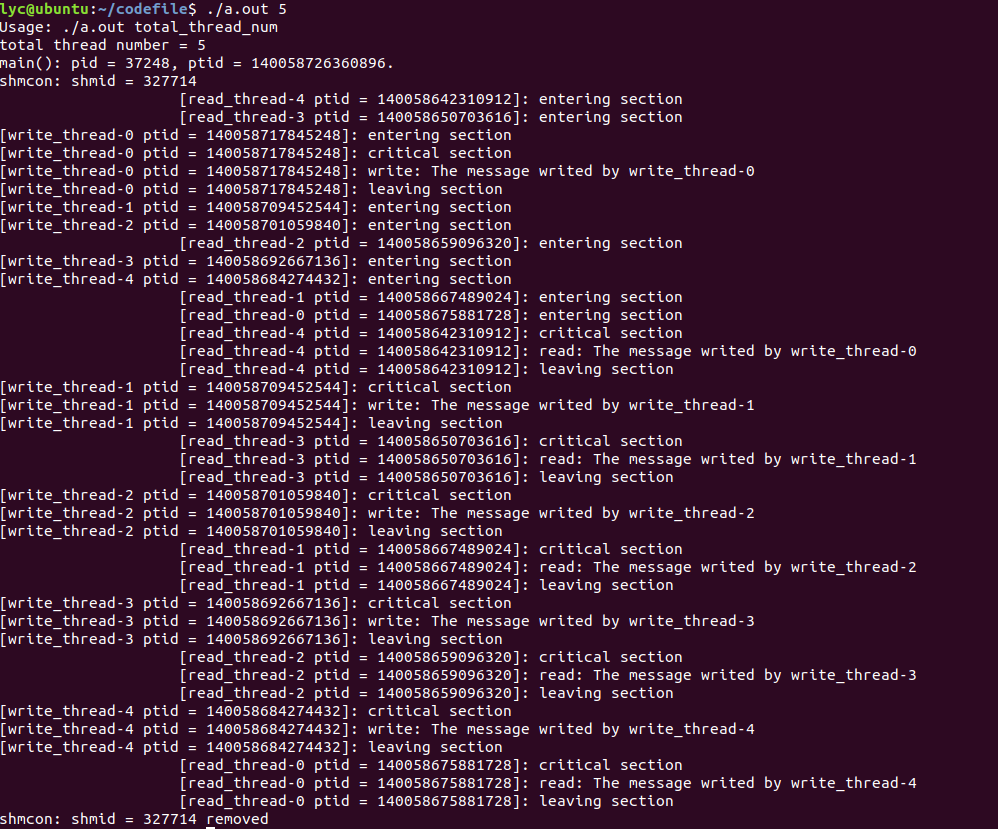 lyc@ubuntu:~/codefile$ ./a.out 5
Usage: ./a.out total_thread_num
total thread number = 5
main(): pid = 37248, ptid = 140058726360896.
shmcon: shmid = 327714
[read_thread-4 ptid = 140058642310912]: entering section
[read_thread-3 ptid = 140058650703616]: entering section
[write_thread-0 ptid = 140058717845248]: entering section
[write_thread-0 ptid = 140058717845248]: critical section
[write_thread-0 ptid = 140058717845248]: write: The message writed by write_thread-0
[write_thread-0 ptid = 140058717845248]: leaving section
[write_thread-1 ptid = 140058709452544]: entering section
[write_thread-2 ptid = 140058701059840]: entering section
[read_thread-2 ptid = 140058659096320]: entering section
[write_thread-3 ptid = 140058692667136]: entering section
[write_thread-4 ptid = 140058684274432]: entering section
[read_thread-1 ptid = 140058667489024]: entering section
[read_thread-0 ptid = 140058675881728]: entering section
[read_thread-4 ptid = 140058642310912]: critical section
[read_thread-4 ptid = 140058642310912]: read: The message writed by write_thread-0
[read_thread-4 ptid = 140058642310912]: leaving section
[write_thread-1 ptid = 140058709452544]: critical section
[write_thread-1 ptid = 140058709452544]: write: The message writed by write_thread-1
[write_thread-1 ptid = 140058709452544]: leaving section
[read_thread-3 ptid = 140058650703616]: critical section
[read_thread-3 ptid = 140058650703616]: read: The message writed by write_thread-1
[read_thread-3 ptid = 140058650703616]: leaving section
[write_thread-2 ptid = 140058701059840]: critical section
[write_thread-2 ptid = 140058701059840]: write: The message writed by write_thread-2
[write_thread-2 ptid = 140058701059840]: leaving section
[read_thread-1 ptid = 140058667489024]: critical section
[read_thread-1 ptid = 140058667489024]: read: The message writed by write_thread-2
[read_thread-1 ptid = 140058667489024]: leaving section
[write_thread-3 ptid = 140058692667136]: critical section
[write_thread-3 ptid = 140058692667136]: write: The message writed by write_thread-3
[write_thread-3 ptid = 140058692667136]: leaving section
[read_thread-2 ptid = 140058659096320]: critical section
[read_thread-2 ptid = 140058659096320]: read: The message writed by write_thread-3
[read_thread-2 ptid = 140058659096320]: leaving section
[write_thread-4 ptid = 140058684274432]: critical section
[write_thread-4 ptid = 140058684274432]: write: The message writed by write_thread-4
[write_thread-4 ptid = 140058684274432]: leaving section
[read_thread-0 ptid = 140058675881728]: critical section
[read_thread-0 ptid = 140058675881728]: read: The message writed by write_thread-4
[read_thread-0 ptid = 140058675881728]: leaving section
shmcon: shmid = 327714 removed